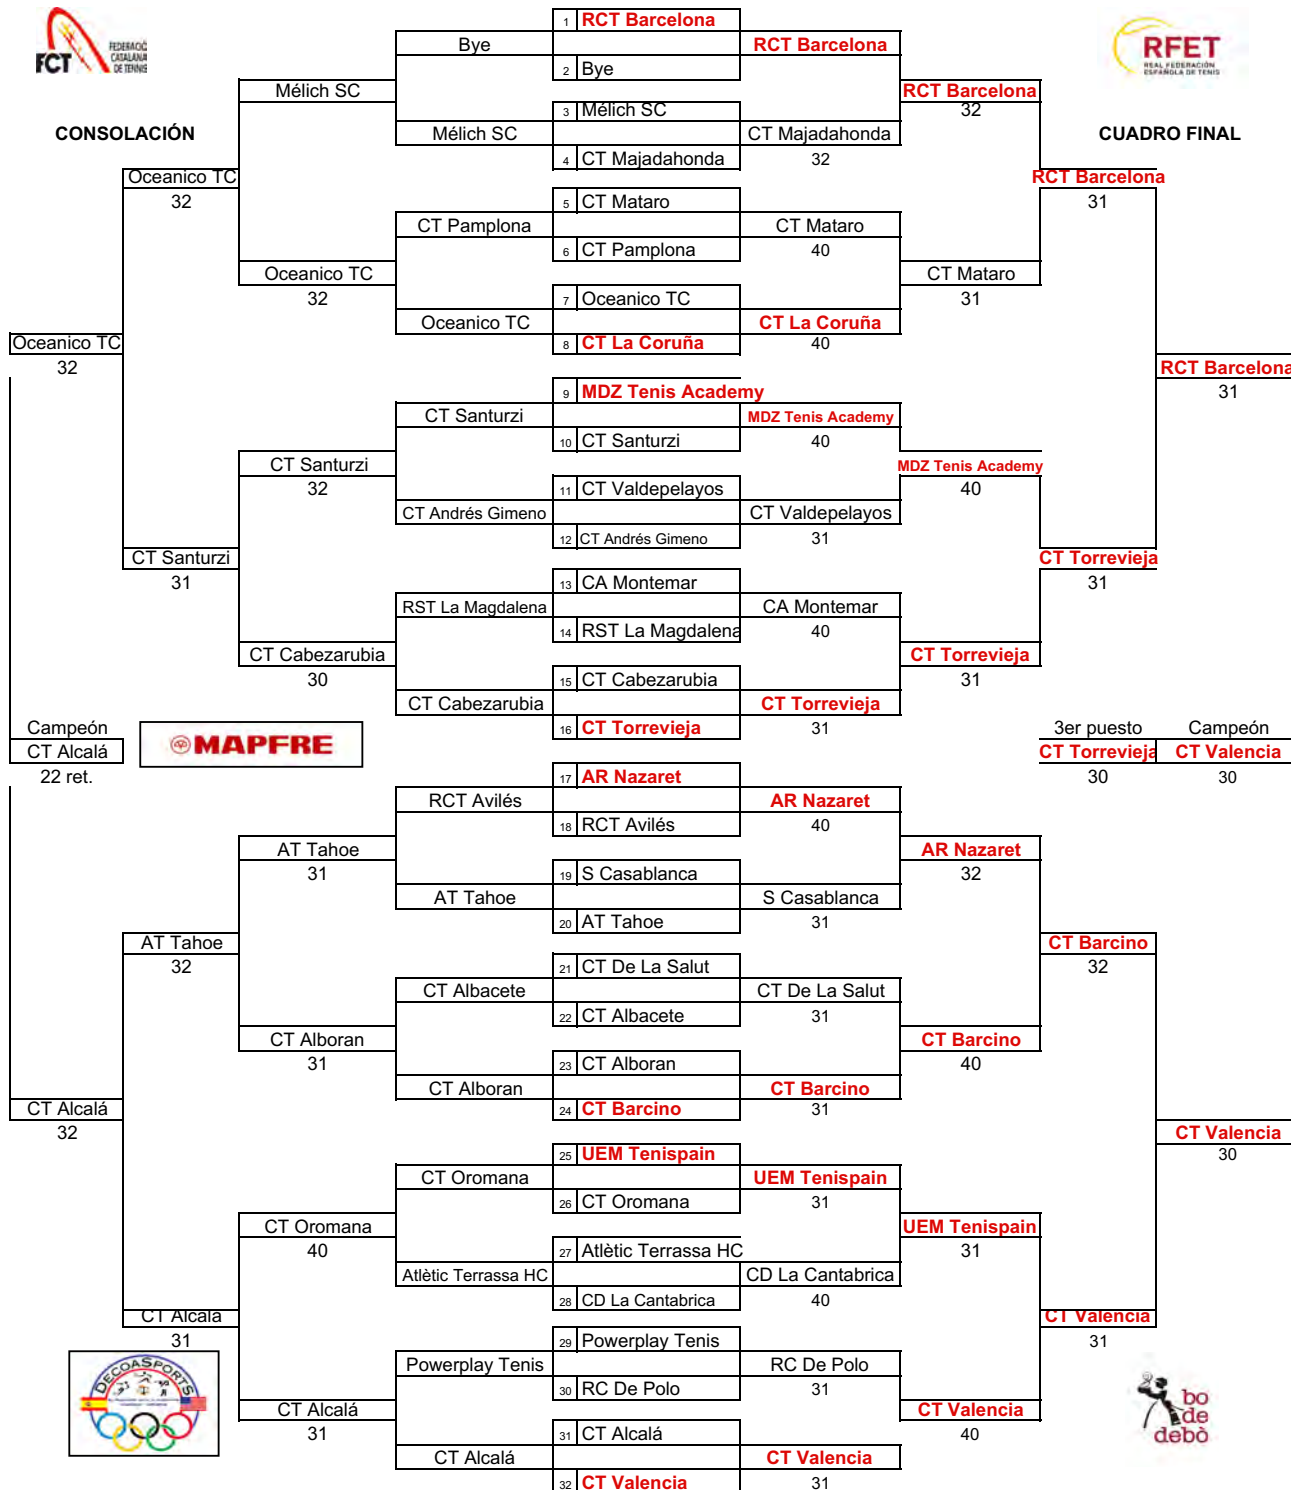 FCT FEDERACIÓ CATALANA DE TENNIS
RFET REAL FEDERACIÓN ESPAÑOLA DE TENIS
CONSOLACIÓN
CUADRO FINAL
1 RCT Barcelona
Bye
RCT Barcelona
2 Bye
Mélich SC
RCT Barcelona
3 Mélich SC
32
Mélich SC
CT Majadahonda
4 CT Majadahonda
32
Oceanico TC
RCT Barcelona
32
5 CT Mataro
31
CT Pamplona
CT Mataro
6 CT Pamplona
40
Oceanico TC
CT Mataro
32
7 Oceanico TC
31
Oceanico TC
CT La Coruña
Oceanico TC
8 CT La Coruña
40
32
RCT Barcelona
31
9 MDZ Tenis Academy
CT Santurzi
MDZ Tenis Academy
10 CT Santurzi
40
CT Santurzi
MDZ Tenis Academy
32
11 CT Valdepelayos
40
CT Andrés Gimeno
CT Valdepelayos
12 CT Andrés Gimeno
31
CT Santurzi
CT Torrevieja
31
13 CA Montemar
31
RST La Magdalena
CA Montemar
14 RST La Magdalena
40
CT Cabezarubia
CT Torrevieja
30
15 CT Cabezarubia
31
CT Cabezarubia
CT Torrevieja
16 CT Torrevieja
31
Campeón
MAPFRE
3er puesto
Campeón
CT Alcalá
CT Torrevieja
CT Valencia
22 ret.
30
30
17 AR Nazaret
RCT Avilés
AR Nazaret
18 RCT Avilés
40
AT Tahoe
AR Nazaret
31
19 S Casablanca
32
AT Tahoe
S Casablanca
20 AT Tahoe
31
AT Tahoe
CT Barcino
32
21 CT De La Salut
32
CT Albacete
CT De La Salut
22 CT Albacete
31
CT Alboran
CT Barcino
31
23 CT Alboran
40
CT Alboran
CT Barcino
CT Alcalá
24 CT Barcino
31
32
CT Valencia
30
25 UEM Tenispain
CT Oromana
UEM Tenispain
26 CT Oromana
31
CT Oromana
UEM Tenispain
40
27 Atlètic Terrassa HC
31
Atlètic Terrassa HC
CD La Cantabrica
28 CD La Cantabrica
40
CT Alcalá
CT Valencia
31
29 Powerplay Tenis
31
Powerplay Tenis
RC De Polo
30 RC De Polo
31
DECOASPORTS
bo
de
debò
CT Alcalá
CT Valencia
31
31 CT Alcalá
40
CT Alcalá
CT Valencia
32 CT Valencia
31